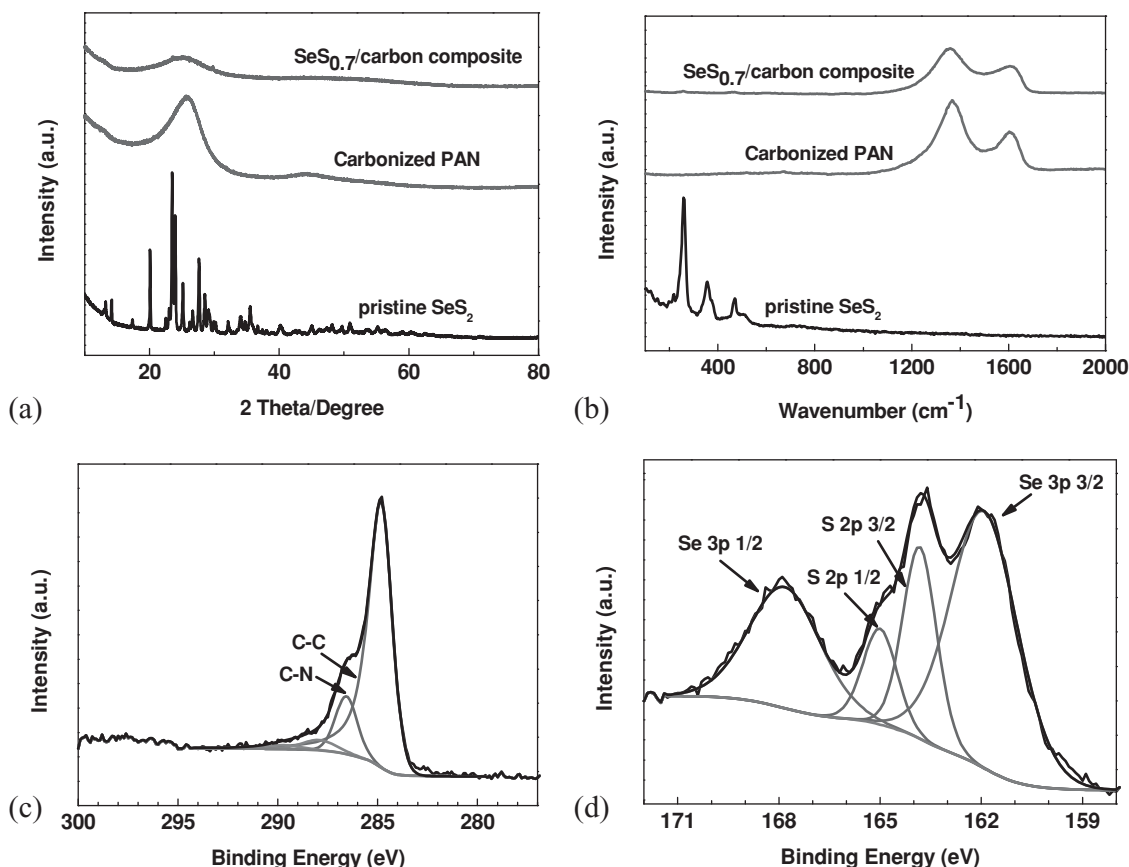 SeS0.7/carbon composite
Carbonized PAN
pristine SeS2
Intensity (a.u.)
20 40 60 80
2 Theta/Degree
(a)
SeS0.7/carbon composite
Carbonized PAN
pristine SeS2
Intensity (a.u.)
400 800 1200 1600 2000
Wavenumber (cm-1)
(b)
C-C
C-N
Intensity (a.u.)
300 295 290 285 280
Binding Energy (eV)
(c)
Se 3p 3/2
S 2p 3/2
Se 3p 1/2
S 2p 1/2
Intensity (a.u.)
171 168 165 162 159
Binding Energy (eV)
(d)